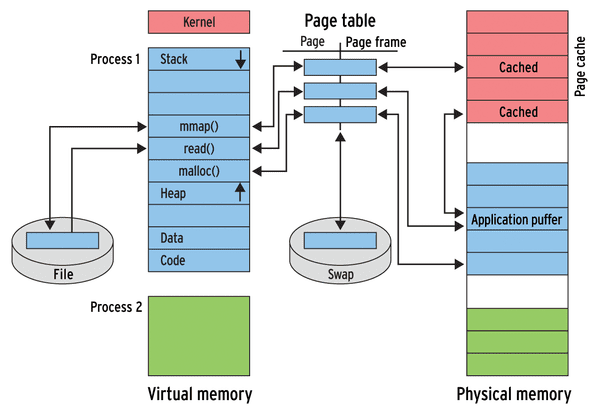 Kernel
Page table
Page
Page frame
Process 1
Stack
mmap()
read()
malloc()
Heap
Data
Code
File
Swap
Cached
Cached
Page cache
Application puffer
Process 2
Virtual memory
Physical memory